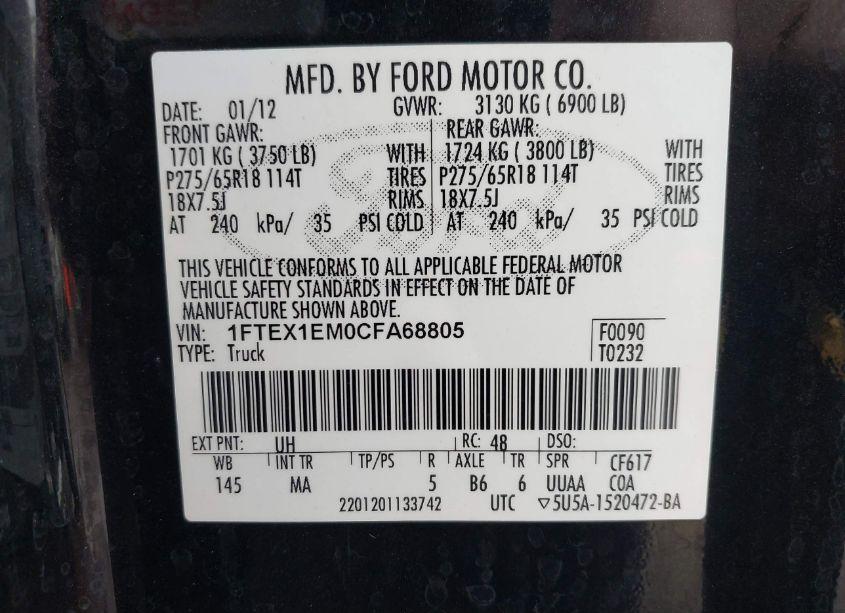 MFD. BY FORD MOTOR CO.
DATE: 01/12 GVWR: 3130 KG ( 6900 LB)
FRONT GAWR: REAR GAWR:
1701 KG ( 3750 LB) WITH 1724 KG ( 3800 LB) WITH
P275/65R18 114T TIRES P275/65R18 114T TIRES
18X7.5J RIMS 18X7.5J RIMS
AT 240 kPa/ 35 PSI COLD AT 240 kPa/ 35 PSI COLD
THIS VEHICLE CONFORMS TO ALL APPLICABLE FEDERAL MOTOR
VEHICLE SAFETY STANDARDS IN EFFECT ON THE DATE OF
MANUFACTURE SHOWN ABOVE.
VIN: 1FTEX1EM0CFA68805 F0090
TYPE: Truck T0232
EXT PNT: UH RC: 48 DSO:
WB INT TR TP/PS R AXLE TR SPR CF617
145 MA 5 B6 6 UUAA COA
2201201133742 UTC ▽5U5A-1520472-BA
Ford